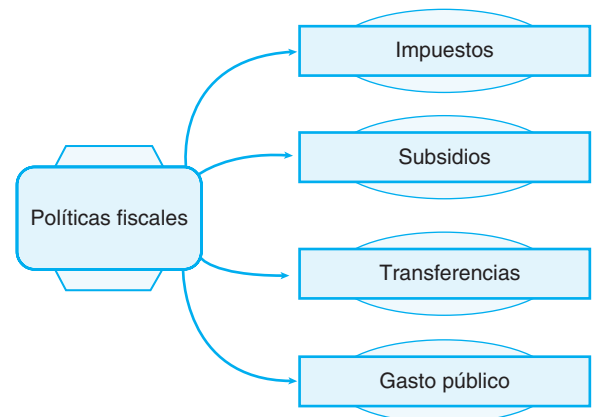 Impuestos
Subsidios
Políticas fiscales
Transferencias
Gasto público